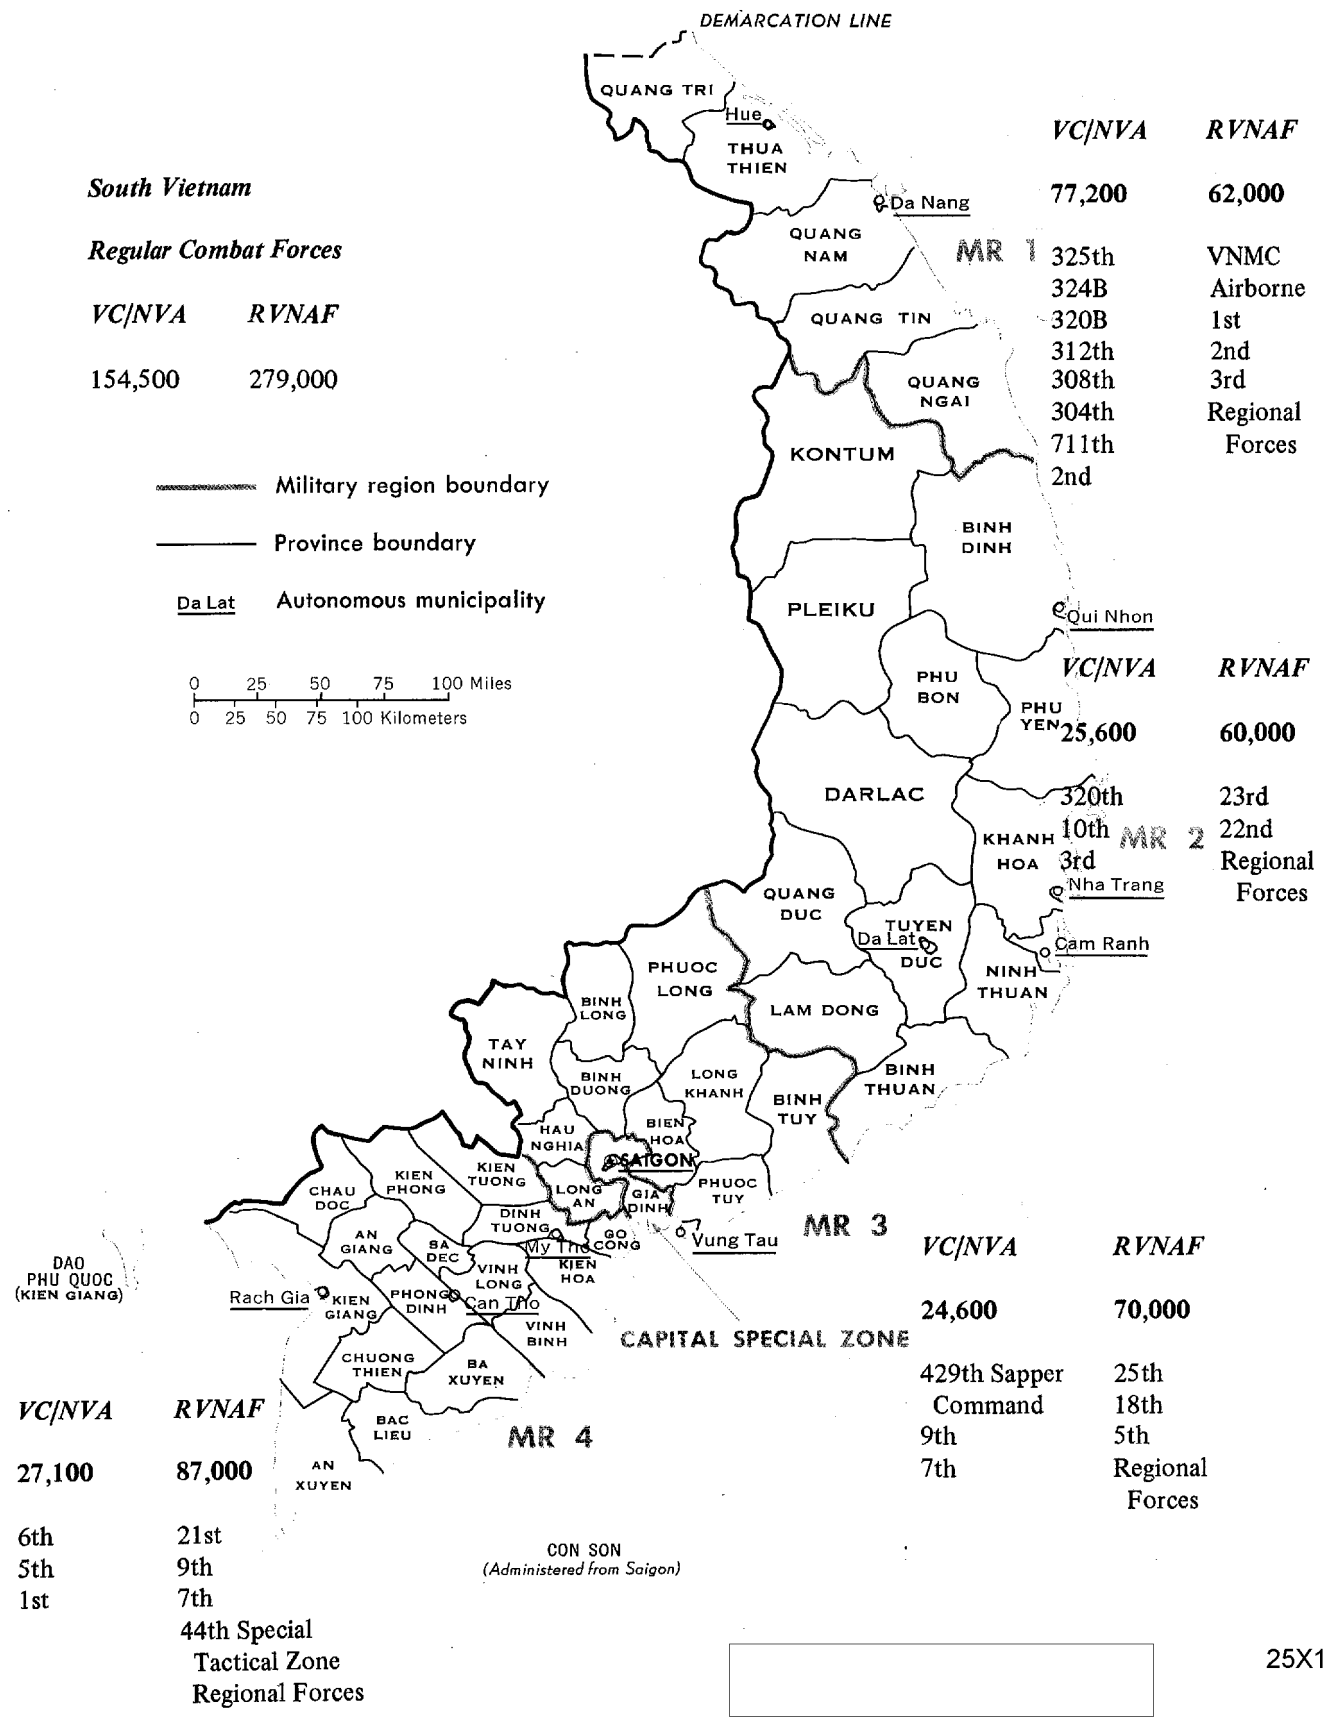 DEMARCATION LINE
QUANG TRI
Hue
THUA
THIEN
Da Nang
QUANG
NAM
MR 1
QUANG TIN
QUANG
NGAI
VC/NVA RVNAF
77,200 62,000
325th VNMC
324B Airborne
320B 1st
312th 2nd
308th 3rd
304th Regional
711th Forces
2nd
South Vietnam
Regular Combat Forces
VC/NVA RVNAF
154,500 279,000
Military region boundary
Province boundary
Da Lat Autonomous municipality
0 25 50 75 100 Miles
0 25 50 75 100 Kilometers
KONTUM
BINH
DINH
PLEIKU
Qui Nhon
PHU
BON
PHU
YEN
DARLAC
KHANH
HOA
MR 2
VC/NVA RVNAF
25,600 60,000
320th 23rd
10th 22nd
3rd Regional
Forces
Nha Trang
QUANG
DUC
TUYEN
Da Lat
DUC
Cam Ranh
NINH
THUAN
PHUOC
LONG
BINH
LONG
LAM DONG
TAY
NINH
BINH
DUONG
LONG
KHANH
BINH
THUAN
BINH
TUY
HAU
NGHIA
BIEN
HOA
SAIGON
KIEN
TUONG
KIEN
PHONG
CHAU
DOC
LONG
AN
GIA
DINH
PHUOC
TUY
MR 3
DINH
TUONG
AN
GIANG
SA
DEC
My Tho
GO
CONG
Vung Tau
KIEN
HOA
VINH
LONG
DAO
PHU QUOC
(KIEN GIANG)
Rach Gia
KIEN
GIANG
PHONG
DINH
Can Tho
VINH
BINH
CAPITAL SPECIAL ZONE
VC/NVA RVNAF
24,600 70,000
429th Sapper 25th
Command 18th
9th 5th
7th Regional
Forces
CHUONG
THIEN
BA
XUYEN
BAC
LIEU
MR 4
AN
XUYEN
VC/NVA RVNAF
27,100 87,000
6th 21st
5th 9th
1st 7th
44th Special
Tactical Zone
Regional Forces
CON SON
(Administered from Saigon)
25X1